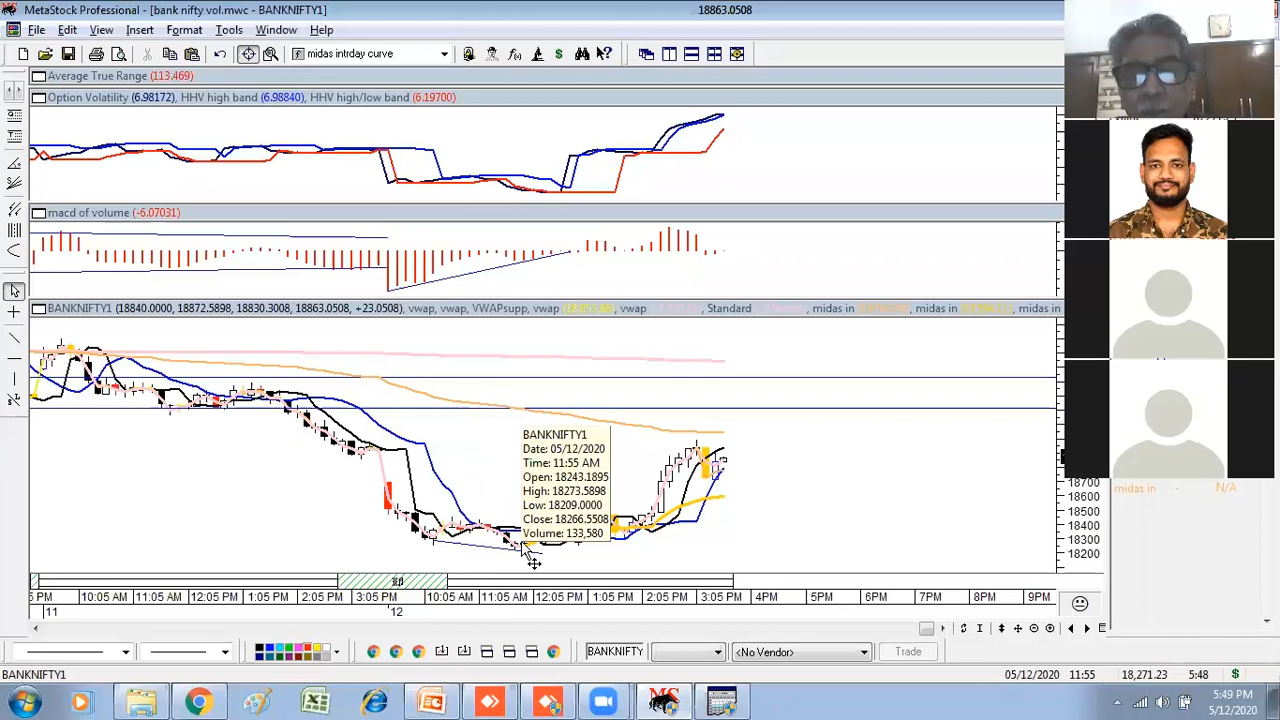 MetaStock Professional - [bank nifty vol.mwc - BANKNIFTY1]
18863.0508
File Edit View Insert Format Tools Window Help
midas intrday curve
Average True Range (113.469)
Option Volatility (6.98172), HHV high band (6.98840), HHV high/low band (6.19700)
macd of volume (-6.07031)
BANKNIFTY1 (18840.0000, 18872.5898, 18830.3008, 18863.0508, +23.0508), vwap, vwap, VWAPsupp, vwap , vwap , Standard , midas in , midas in , midas in
BANKNIFTY1
Date: 05/12/2020
Time: 11:55 AM
Open: 18243.1895
High: 18273.5898
Low: 18209.0000
Close: 18266.5508
Volume: 133,580
18700
18600
18500
18400
18300
18200
midas in - N/A
5 PM 10:05 AM 11:05 AM 12:05 PM 1:05 PM 2:05 PM 3:05 PM 10:05 AM 11:05 AM 12:05 PM 1:05 PM 2:05 PM 3:05 PM 4PM 5PM 6PM 7PM 8PM 9PM
11 12
BANKNIFTY <No Vendor> Trade
BANKNIFTY1 05/12/2020 11:55 18,271.23 5:48 $
5:49 PM
5/12/2020